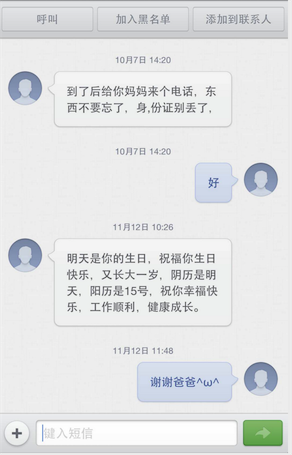 呼叫 加入黑名单 添加到联系人
10月7日 14:20
到了后给你妈妈来个电话，东
西不要忘了，身,份证别丢了，
10月7日 14:20
好
11月12日 10:26
明天是你的生日，祝福你生日
快乐，又长大一岁，阴历是明
天，阳历是15号，祝你幸福快
乐，工作顺利，健康成长。
11月12日 11:48
谢谢爸爸^ω^
键入短信